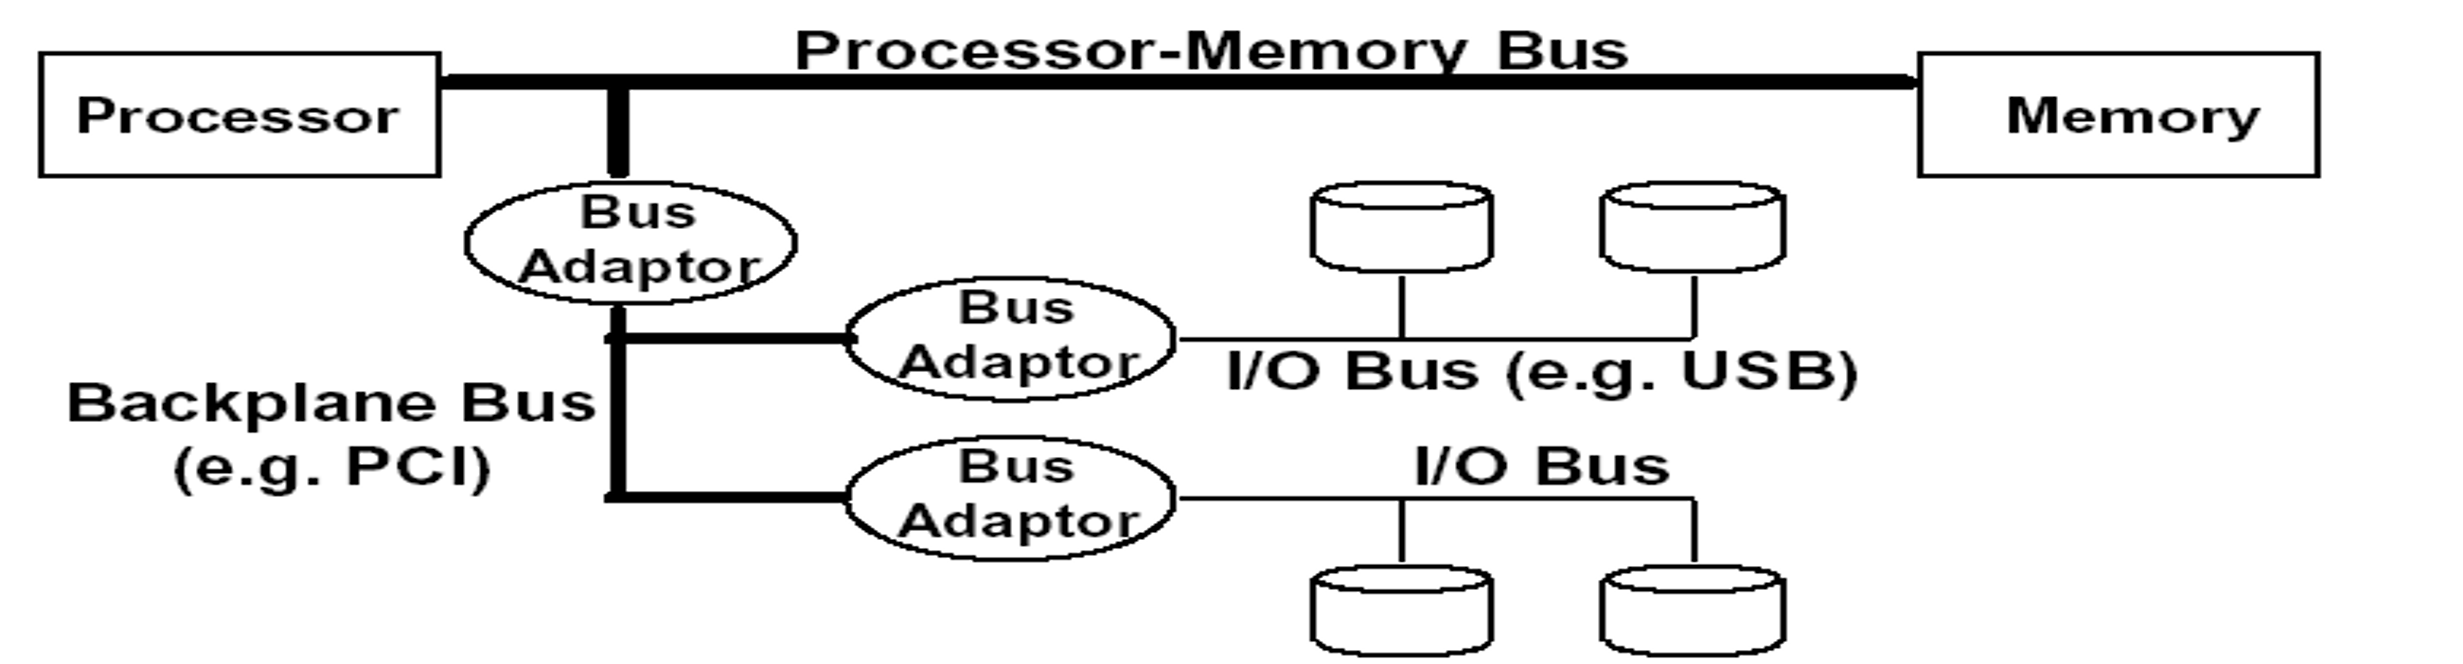 Processor-Memory Bus
Processor
Memory
Bus
Adaptor
Bus
Adaptor
I/O Bus (e.g. USB)
Backplane Bus
(e.g. PCI)
Bus
Adaptor
I/O Bus